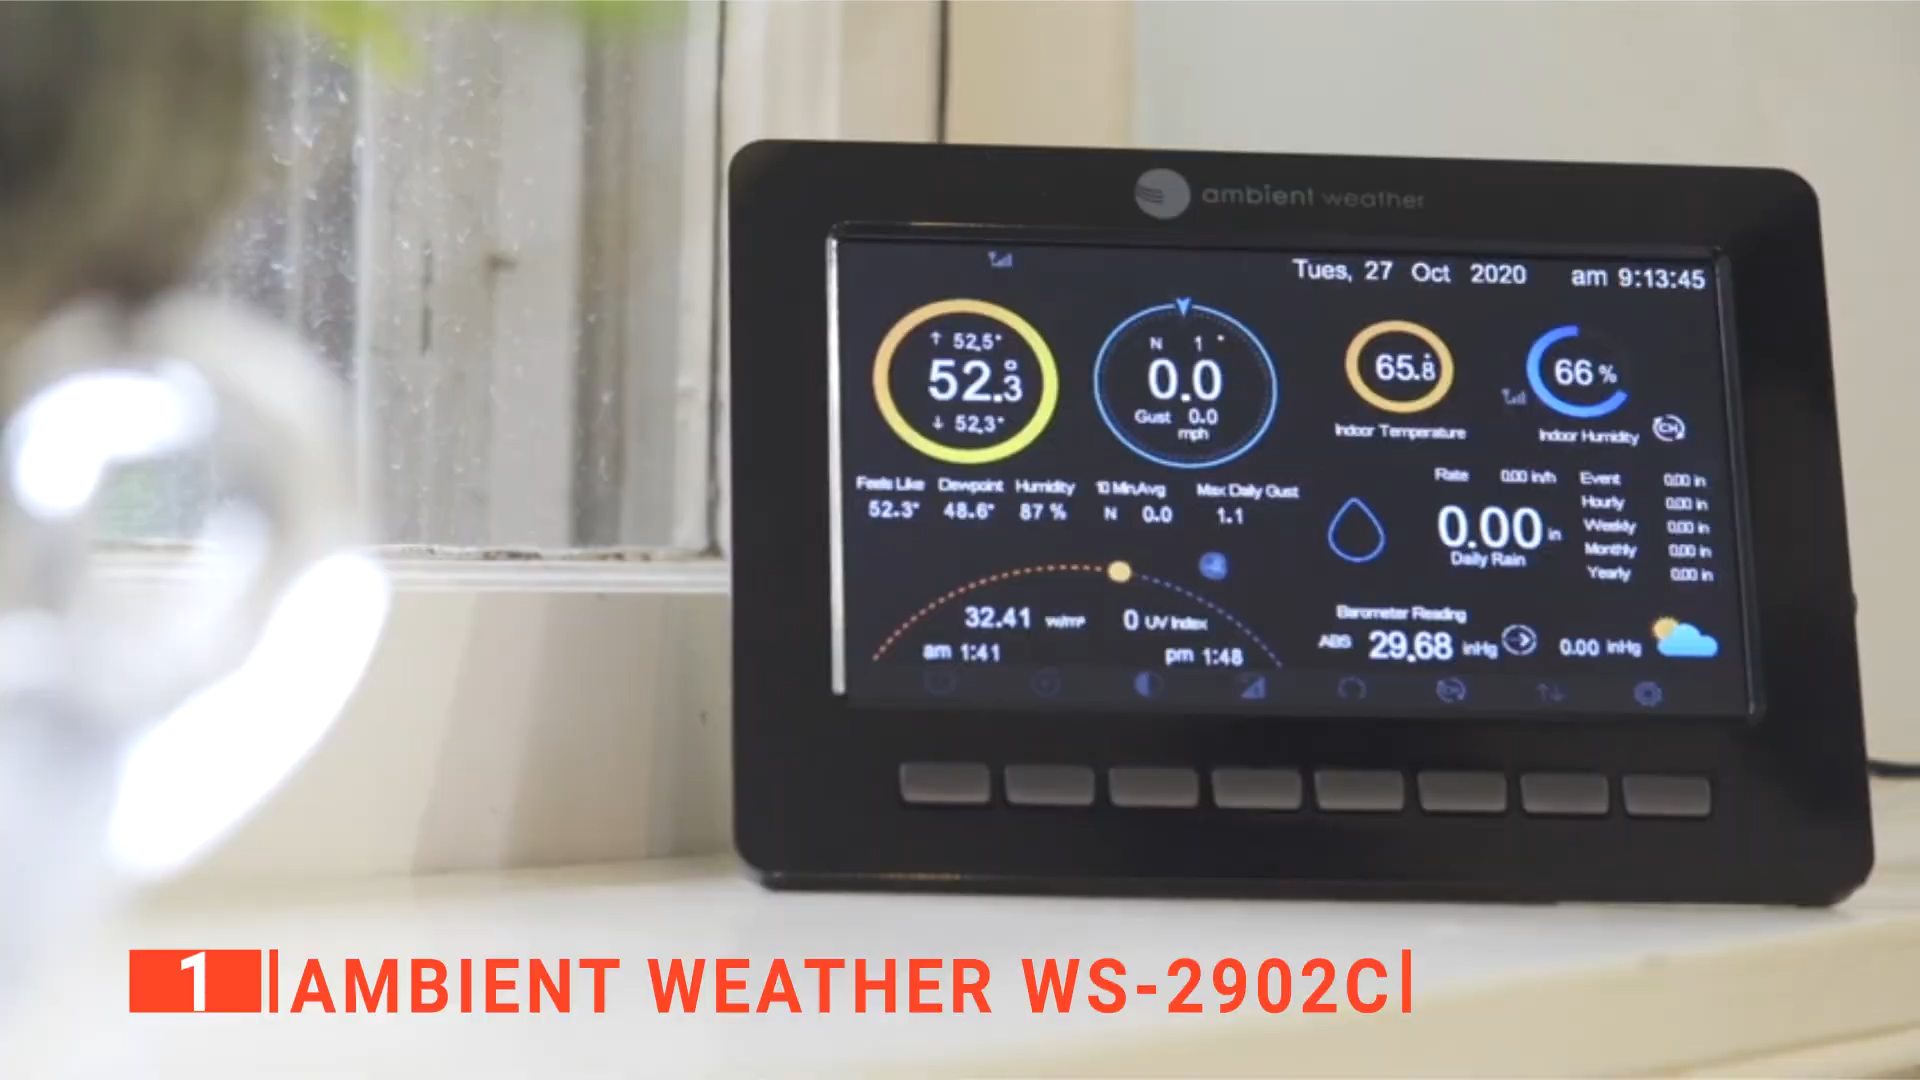 ambient weather
Tues, 27 Oct 2020 am 9:13:45
↑ 52.5°
52.3°
↓ 52.3°
N 1 °
0.0
Gust 0.0
mph
65.8°
Indoor Temperature
66 %
Indoor Humidity
CH
Feels Like Dewpoint Humidity
52.3° 48.6° 87 %
10 Min.Avg Max Daily Gust
N 0.0 1.1
Rate 0.00 in/h
0.00 in
Daily Rain
Event 0.00 in
Hourly 0.00 in
Weekly 0.00 in
Monthly 0.00 in
Yearly 0.00 in
32.41 w/m² 0 UV Index
am 1:41 pm 1:48
Barometer Reading
ABS 29.68 inHg 0.00 inHg
1 AMBIENT WEATHER WS-2902C